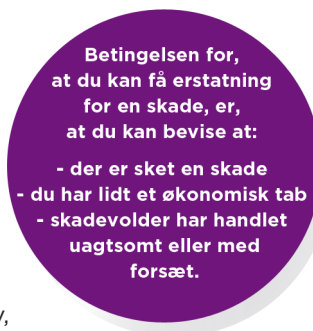 Betingelsen for,
at du kan få erstatning
for en skade, er,
at du kan bevise at:
- der er sket en skade
- du har lidt et økonomisk tab
- skadevolder har handlet
uagtsomt eller med
forsæt.